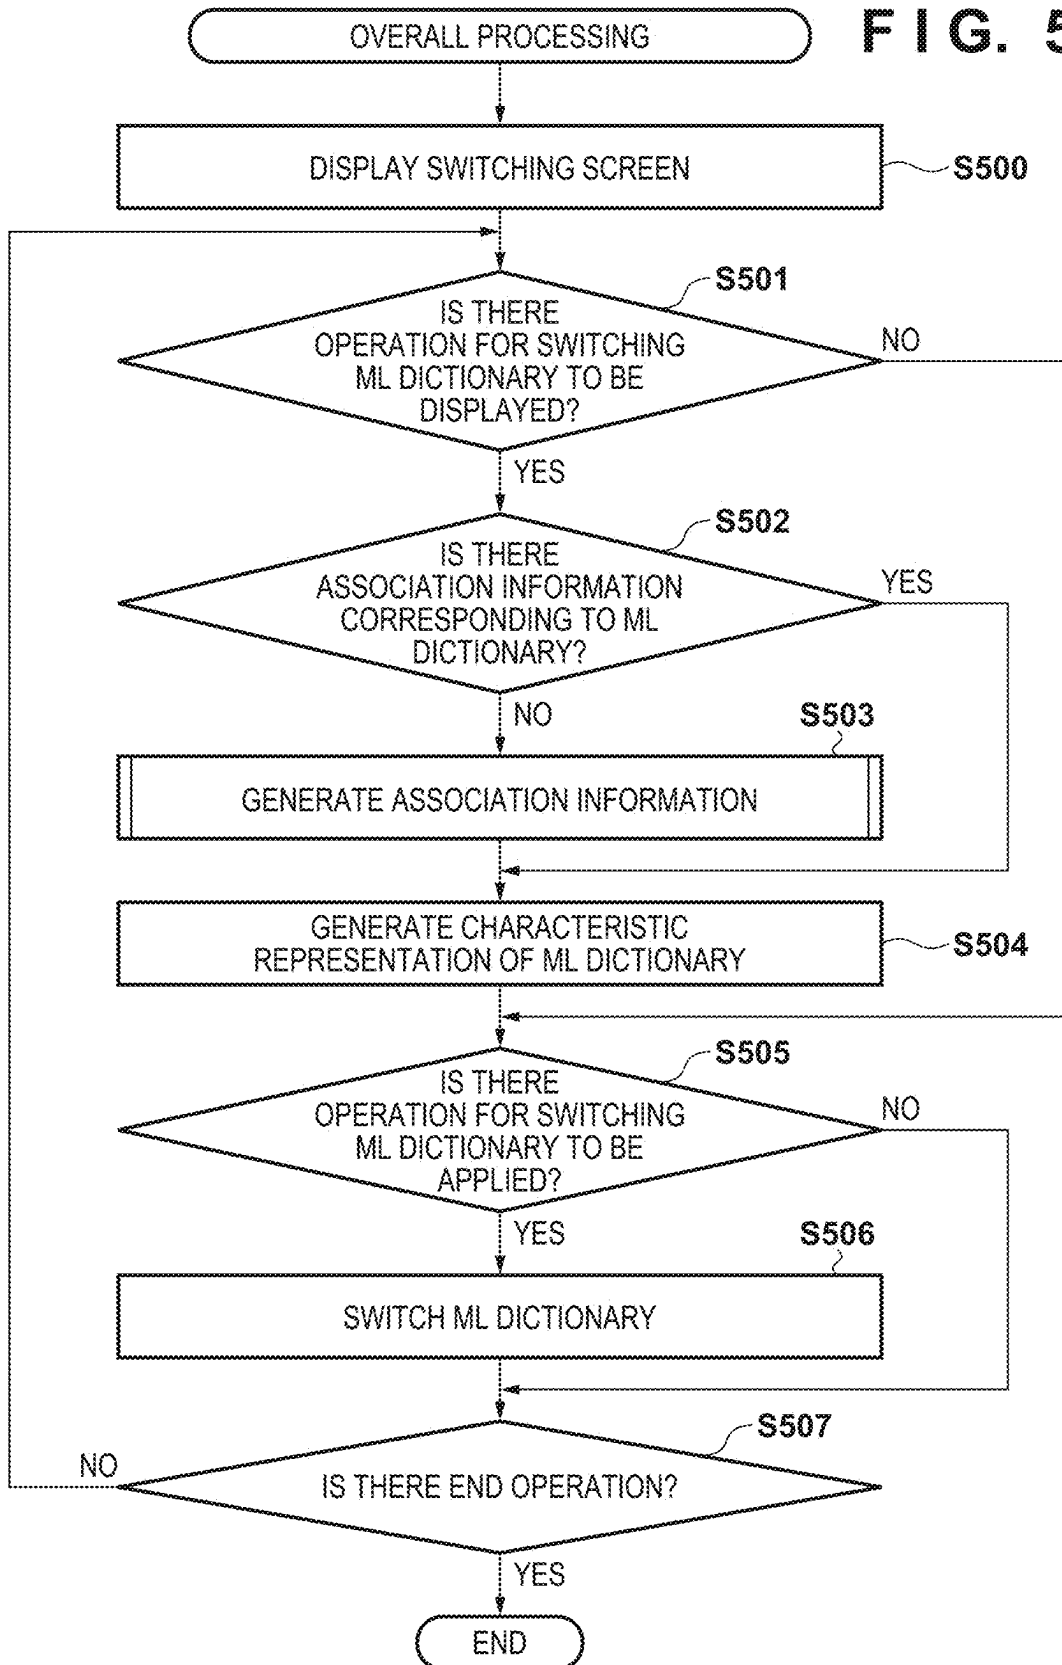 OVERALL PROCESSING
FIG. 5
DISPLAY SWITCHING SCREEN
S500
S501
IS THERE
OPERATION FOR SWITCHING
ML DICTIONARY TO BE
DISPLAYED?
NO
YES
S502
IS THERE
ASSOCIATION INFORMATION
CORRESPONDING TO ML
DICTIONARY?
YES
NO
S503
GENERATE ASSOCIATION INFORMATION
GENERATE CHARACTERISTIC
REPRESENTATION OF ML DICTIONARY
S504
S505
IS THERE
OPERATION FOR SWITCHING
ML DICTIONARY TO BE
APPLIED?
NO
YES
S506
SWITCH ML DICTIONARY
S507
NO
IS THERE END OPERATION?
YES
END